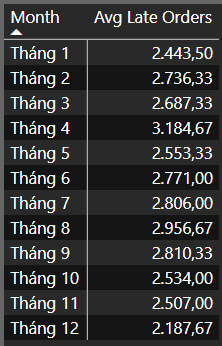 Month Avg Late Orders
Tháng 1 2.443,50
Tháng 2 2.736,33
Tháng 3 2.687,33
Tháng 4 3.184,67
Tháng 5 2.553,33
Tháng 6 2.771,00
Tháng 7 2.806,00
Tháng 8 2.956,67
Tháng 9 2.810,33
Tháng 10 2.534,00
Tháng 11 2.507,00
Tháng 12 2.187,67